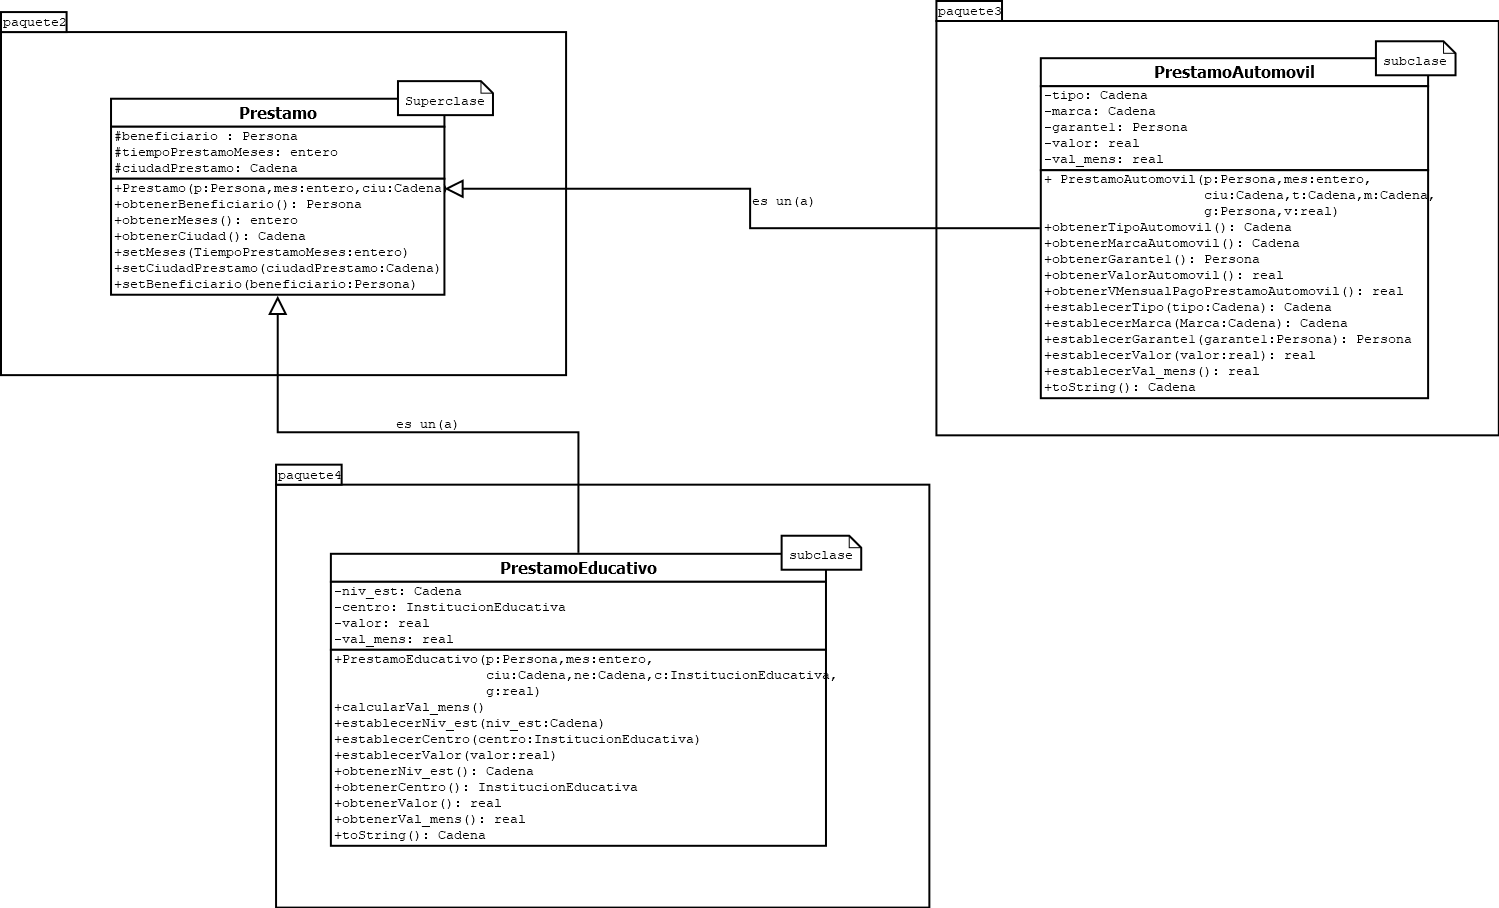 paquete2
Superclase
Prestamo
#beneficiario : Persona
#tiempoPrestamoMeses: entero
#ciudadPrestamo: Cadena
+Prestamo(p:Persona,mes:entero,ciu:Cadena)
+obtenerBeneficiario(): Persona
+obtenerMeses(): entero
+obtenerCiudad(): Cadena
+setMeses(TiempoPrestamoMeses:entero)
+setCiudadPrestamo(ciudadPrestamo:Cadena)
+setBeneficiario(beneficiario:Persona)
es un(a)
paquete3
subclase
PrestamoAutomovil
-tipo: Cadena
-marca: Cadena
-garante1: Persona
-valor: real
-val_mens: real
+ PrestamoAutomovil(p:Persona,mes:entero,
ciu:Cadena,t:Cadena,m:Cadena,
g:Persona,v:real)
+obtenerTipoAutomovil(): Cadena
+obtenerMarcaAutomovil(): Cadena
+obtenerGarante1(): Persona
+obtenerValorAutomovil(): real
+obtenerVMensualPagoPrestamoAutomovil(): real
+establecerTipo(tipo:Cadena): Cadena
+establecerMarca(Marca:Cadena): Cadena
+establecerGarante1(garante1:Persona): Persona
+establecerValor(valor:real): real
+establecerVal_mens(): real
+toString(): Cadena
es un(a)
paquete4
subclase
PrestamoEducativo
-niv_est: Cadena
-centro: InstitucionEducativa
-valor: real
-val_mens: real
+PrestamoEducativo(p:Persona,mes:entero,
ciu:Cadena,ne:Cadena,c:InstitucionEducativa,
g:real)
+calcularVal_mens()
+establecerNiv_est(niv_est:Cadena)
+establecerCentro(centro:InstitucionEducativa)
+establecerValor(valor:real)
+obtenerNiv_est(): Cadena
+obtenerCentro(): InstitucionEducativa
+obtenerValor(): real
+obtenerVal_mens(): real
+toString(): Cadena